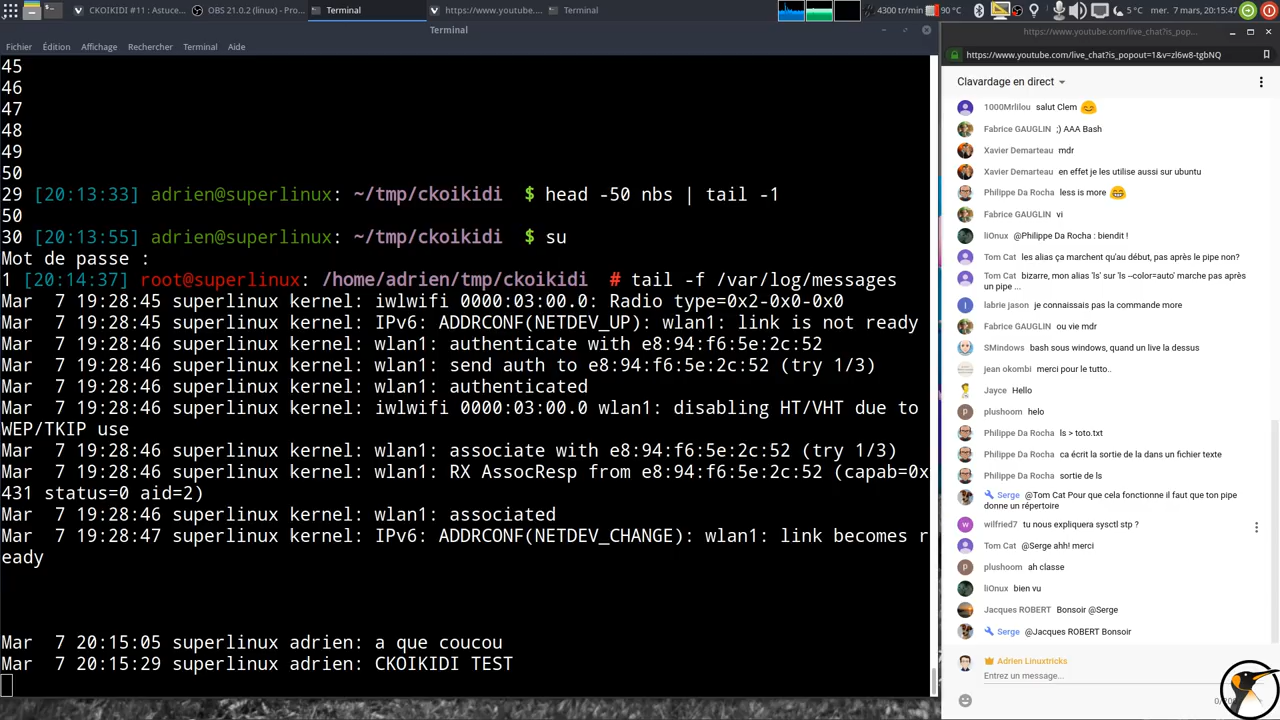 CKOIKIDI #11 : Astuce...
OBS 21.0.2 (linux) - Pro...
Terminal
https://www.youtube....
Terminal
4300 tr/min
90 °C
5 °C
mer. 7 mars, 20:15:47
Terminal
Fichier Édition Affichage Rechercher Terminal Aide
45
46
47
48
49
50
29 [20:13:33] adrien@superlinux: ~/tmp/ckoikidi $ head -50 nbs | tail -1
50
30 [20:13:55] adrien@superlinux: ~/tmp/ckoikidi $ su
Mot de passe :
1 [20:14:37] root@superlinux: /home/adrien/tmp/ckoikidi # tail -f /var/log/messages
Mar  7 19:28:45 superlinux kernel: iwlwifi 0000:03:00.0: Radio type=0x2-0x0-0x0
Mar  7 19:28:45 superlinux kernel: IPv6: ADDRCONF(NETDEV_UP): wlan1: link is not ready
Mar  7 19:28:46 superlinux kernel: wlan1: authenticate with e8:94:f6:5e:2c:52
Mar  7 19:28:46 superlinux kernel: wlan1: send auth to e8:94:f6:5e:2c:52 (try 1/3)
Mar  7 19:28:46 superlinux kernel: wlan1: authenticated
Mar  7 19:28:46 superlinux kernel: iwlwifi 0000:03:00.0 wlan1: disabling HT/VHT due to
WEP/TKIP use
Mar  7 19:28:46 superlinux kernel: wlan1: associate with e8:94:f6:5e:2c:52 (try 1/3)
Mar  7 19:28:46 superlinux kernel: wlan1: RX AssocResp from e8:94:f6:5e:2c:52 (capab=0x
431 status=0 aid=2)
Mar  7 19:28:46 superlinux kernel: wlan1: associated
Mar  7 19:28:47 superlinux kernel: IPv6: ADDRCONF(NETDEV_CHANGE): wlan1: link becomes r
eady
Mar  7 20:15:05 superlinux adrien: a que coucou
Mar  7 20:15:29 superlinux adrien: CKOIKIDI TEST
https://www.youtube.com/live_chat?is_pop...
https://www.youtube.com/live_chat?is_popout=1&v=zl6w8-tgbNQ
Clavardage en direct
1000Mrlilou salut Clem 😊
Fabrice GAUGLIN ;) AAA Bash
Xavier Demarteau mdr
Xavier Demarteau en effet je les utilise aussi sur ubuntu
Philippe Da Rocha less is more 😁
Fabrice GAUGLIN vi
liOnux @Philippe Da Rocha : biendit !
Tom Cat les alias ça marchent qu'au début, pas après le pipe non?
Tom Cat bizarre, mon alias 'ls' sur 'ls --color=auto' marche pas après
un pipe ...
labrie jason je connaissais pas la commande more
Fabrice GAUGLIN ou vie mdr
SMindows bash sous windows, quand un live la dessus
jean okombi merci pour le tutto..
Jayce Hello
plushoom helo
Philippe Da Rocha ls > toto.txt
Philippe Da Rocha ca écrit la sortie de la dans un fichier texte
Philippe Da Rocha sortie de ls
Serge @Tom Cat Pour que cela fonctionne il faut que ton pipe
donne un répertoire
wilfried7 tu nous expliquera sysctl stp ?
Tom Cat @Serge ahh! merci
plushoom ah classe
liOnux bien vu
Jacques ROBERT Bonsoir @Serge
Serge @Jacques ROBERT Bonsoir
Adrien Linuxtricks
Entrez un message...